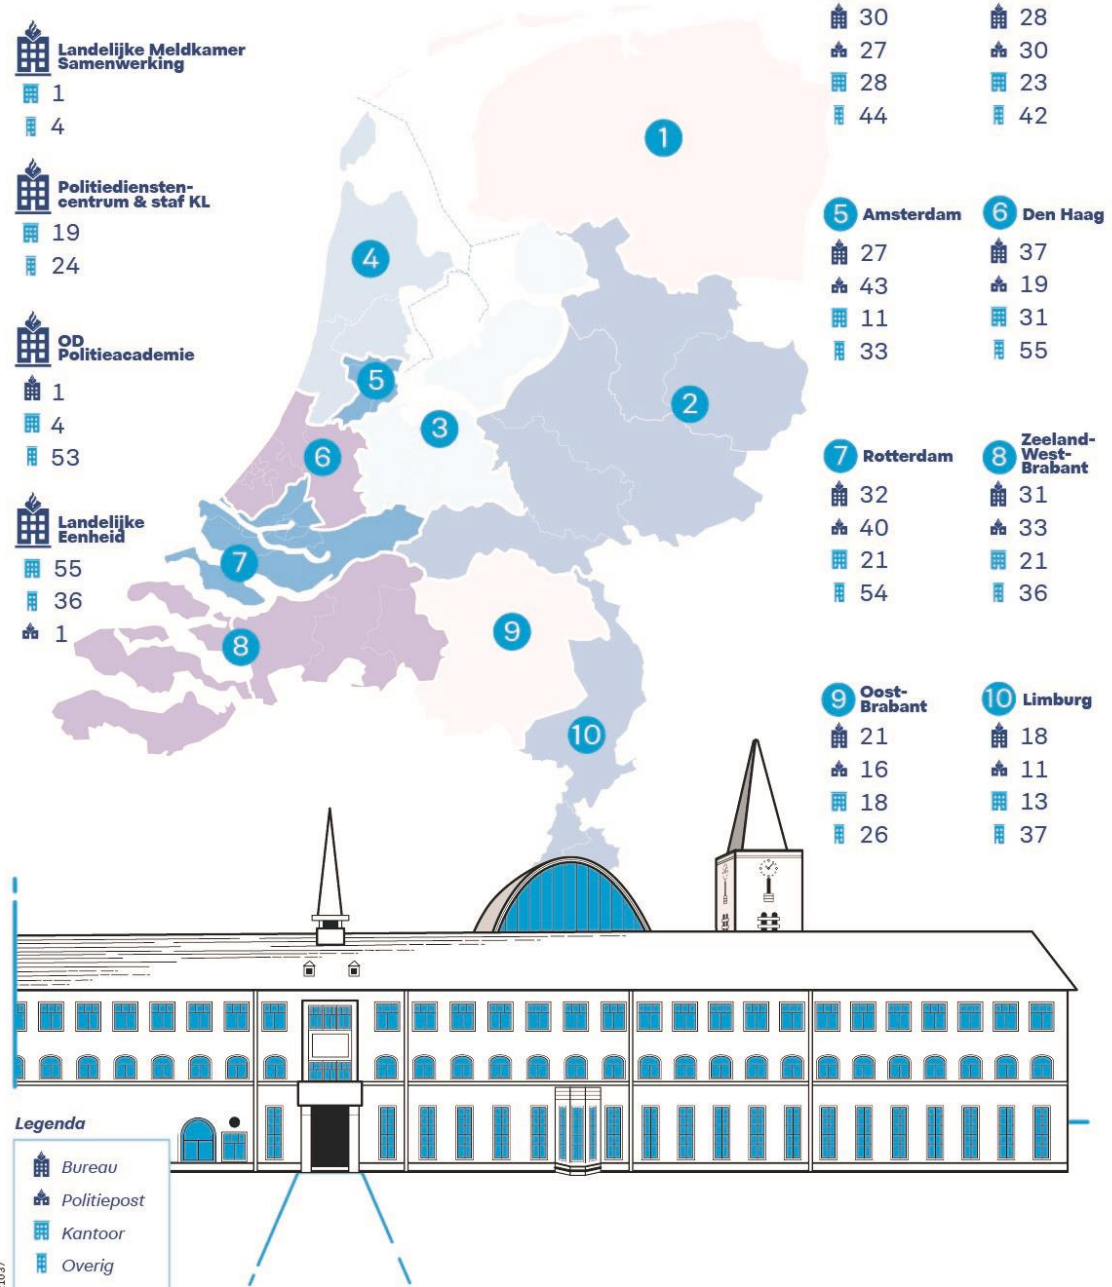 Landelijke Meldkamer
Samenwerking
1
4
Politiediensten-
centrum & staf KL
19
24
OD
Politieacademie
1
4
53
Landelijke
Eenheid
55
36
1
1
2
3
4
5
6
7
8
9
10
30
27
28
44
28
30
23
42
5 Amsterdam
27
43
11
33
6 Den Haag
37
19
31
55
7 Rotterdam
32
40
21
54
8 Zeeland-
West-
Brabant
31
33
21
36
9 Oost-
Brabant
21
16
18
26
10 Limburg
18
11
13
37
Legenda
Bureau
Politiepost
Kantoor
Overig